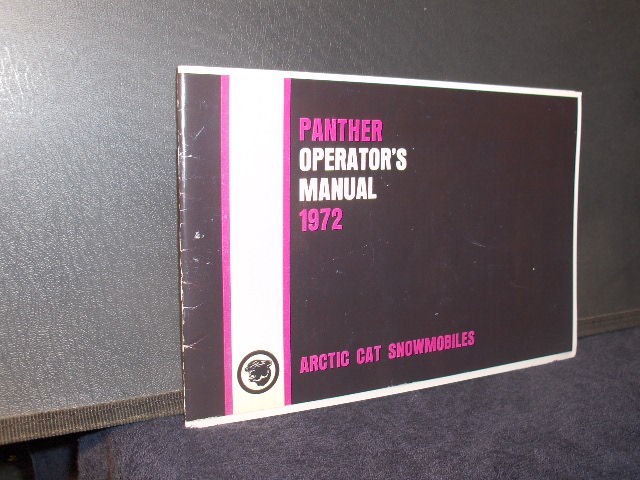 PANTHER
OPERATOR'S
MANUAL
1972
ARCTIC CAT SNOWMOBILES